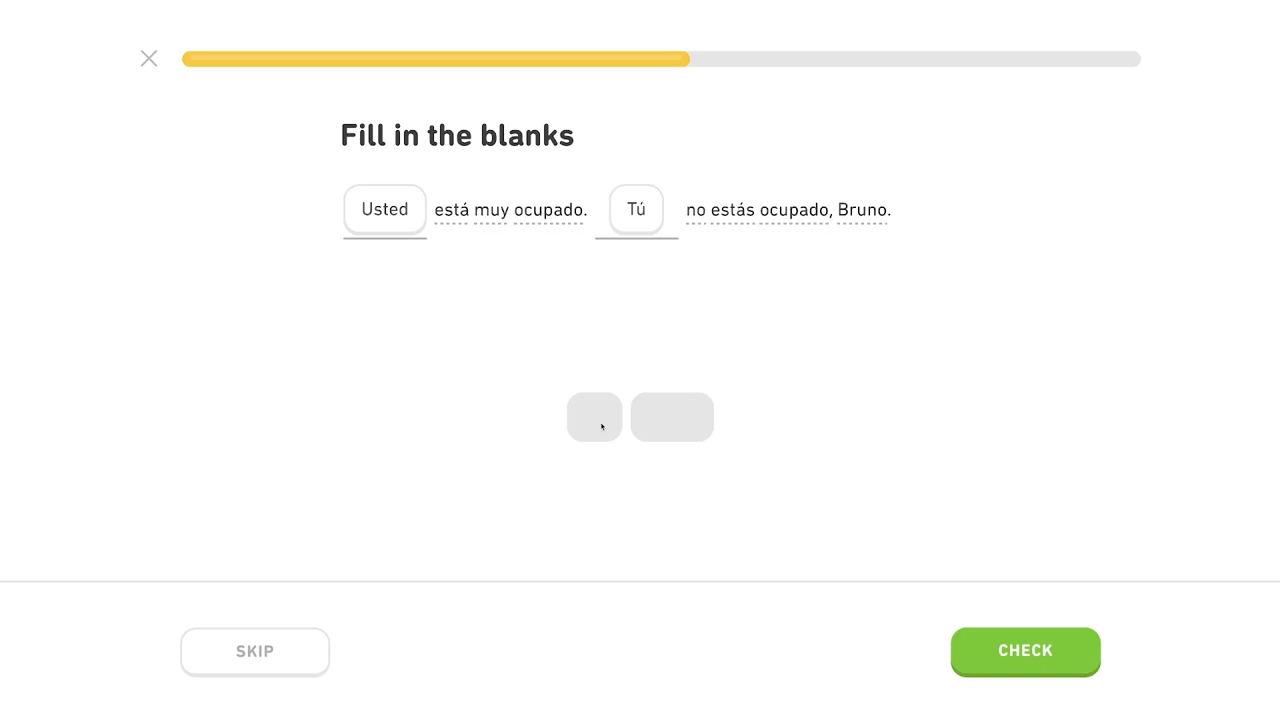 Fill in the blanks
Usted está muy ocupado. Tú no estás ocupado, Bruno.
SKIP
CHECK